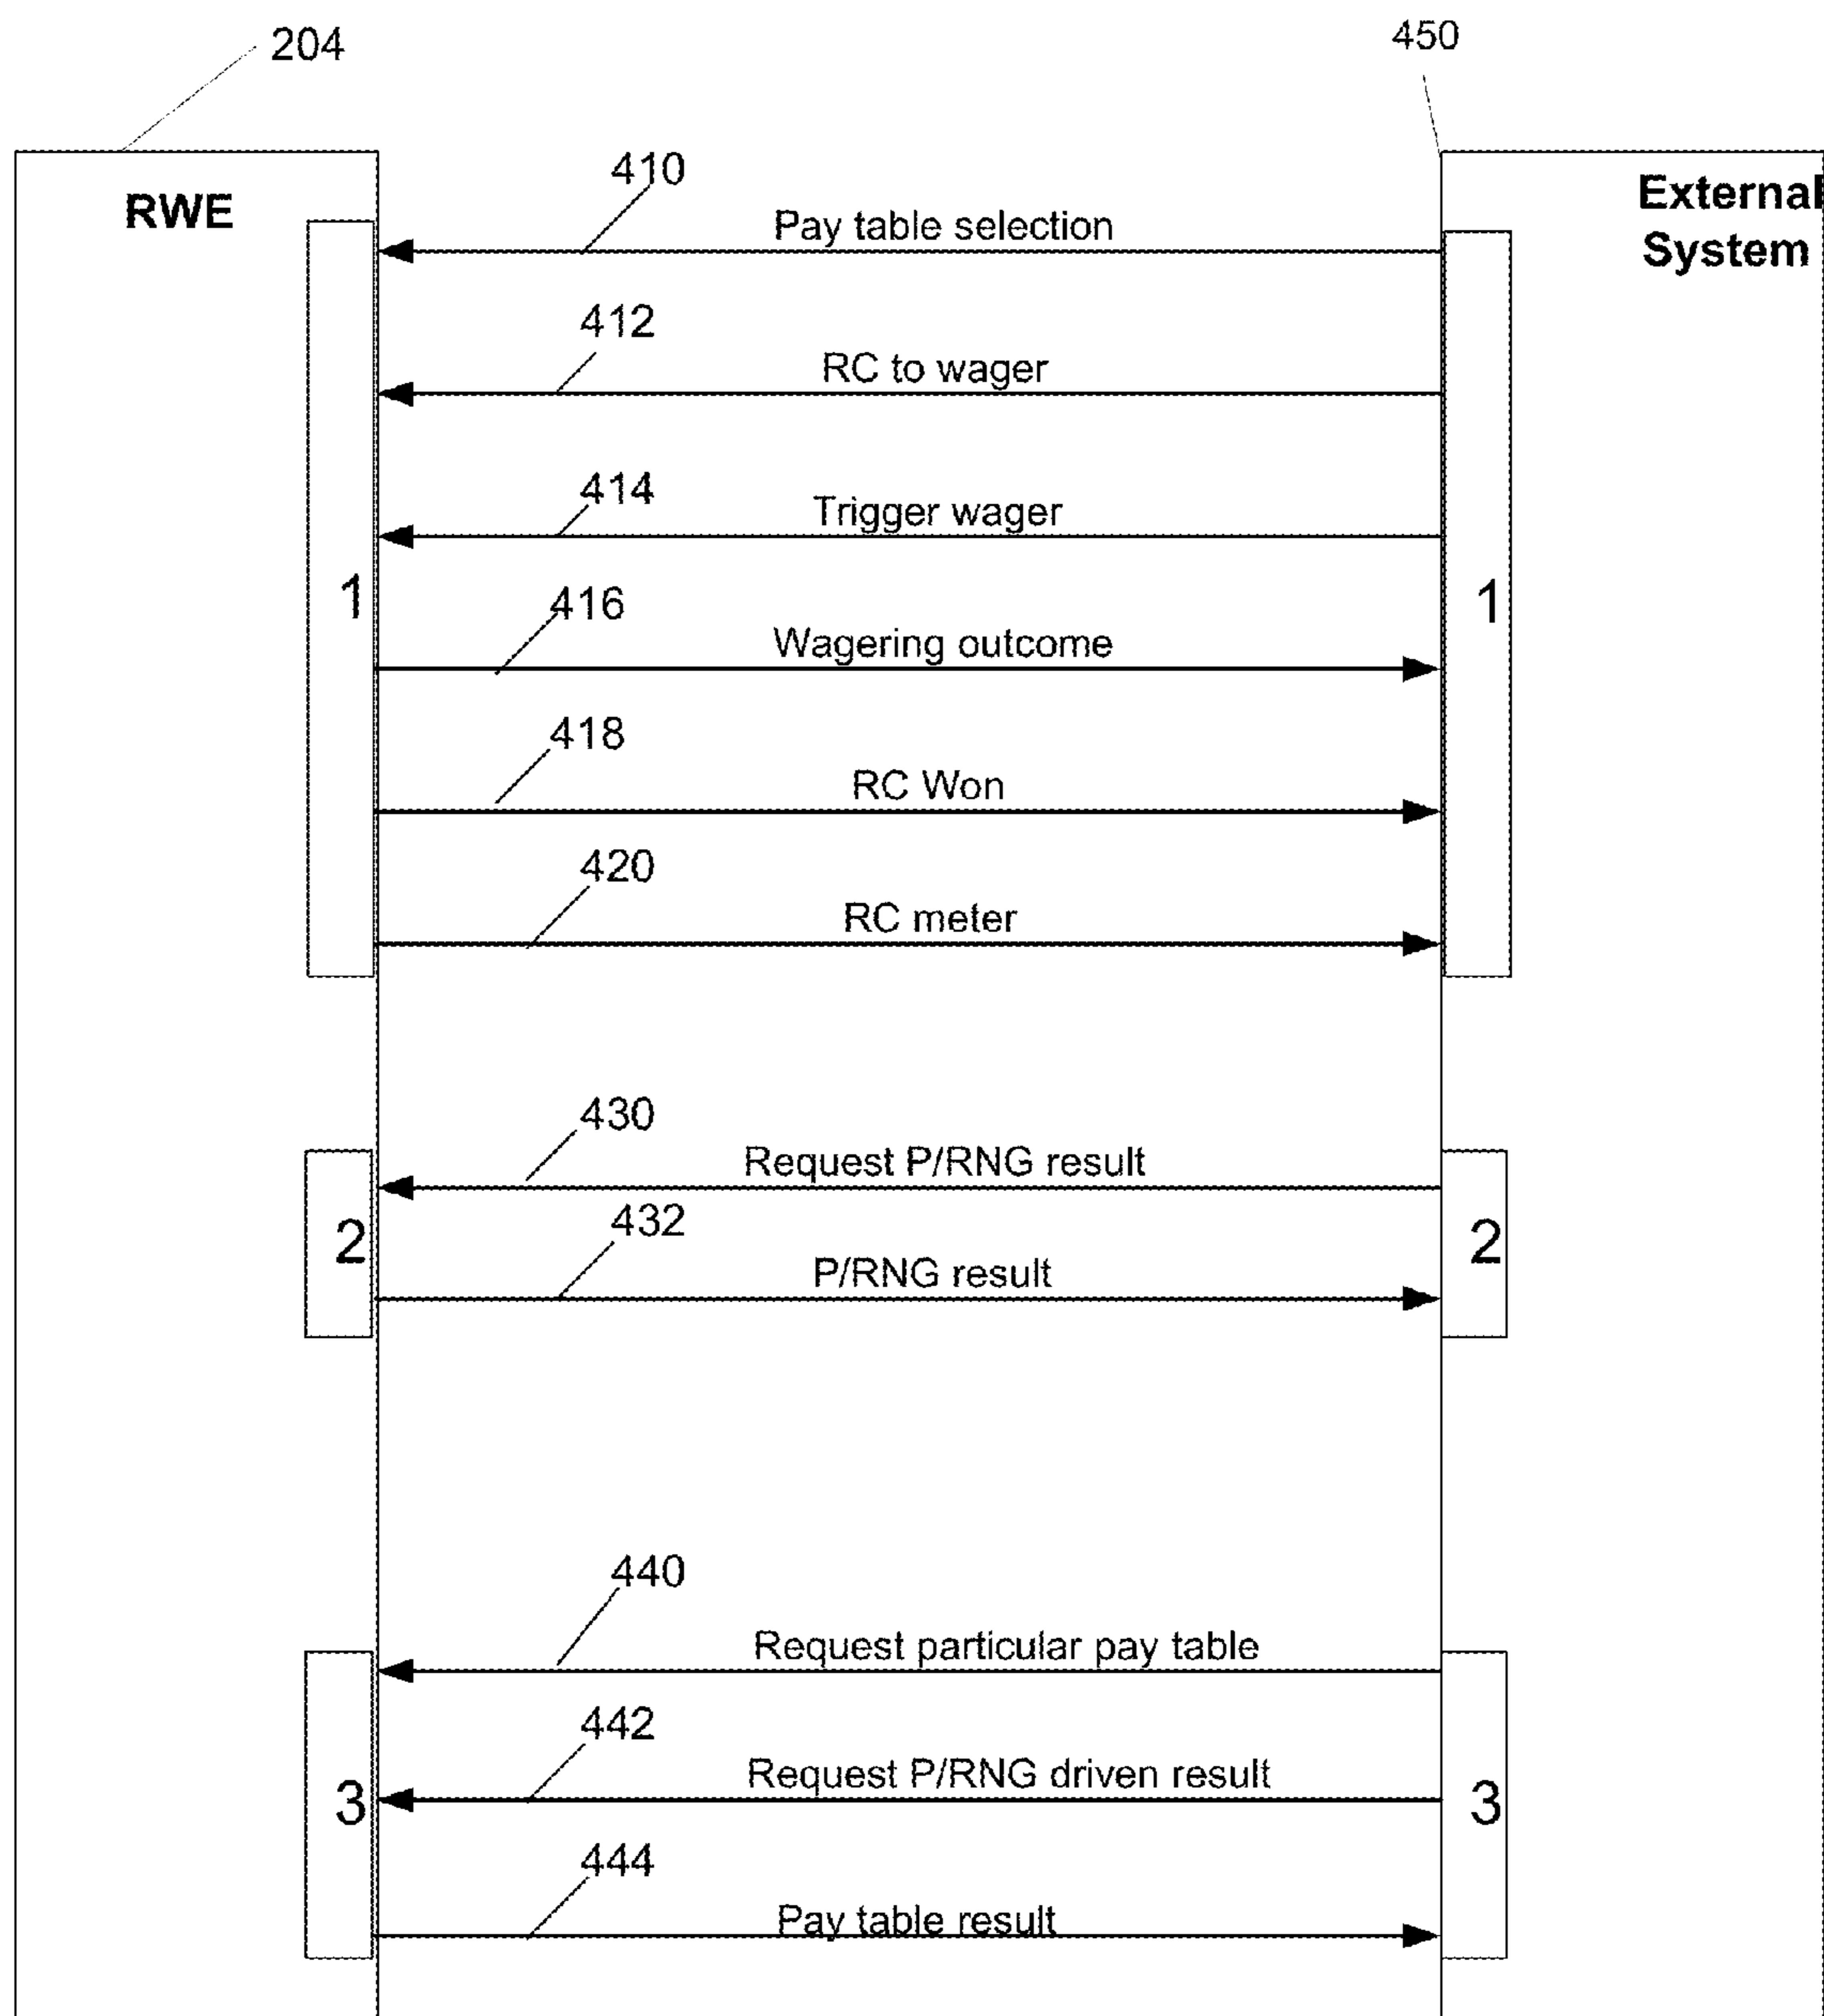 204
450
RWE
External
System
410
Pay table selection
412
RC to wager
414
Trigger wager
1
1
416
Wagering outcome
418
RC Won
420
RC meter
430
Request P/RNG result
2
2
432
P/RNG result
440
Request particular pay table
442
Request P/RNG driven result
3
3
444
Pay table result